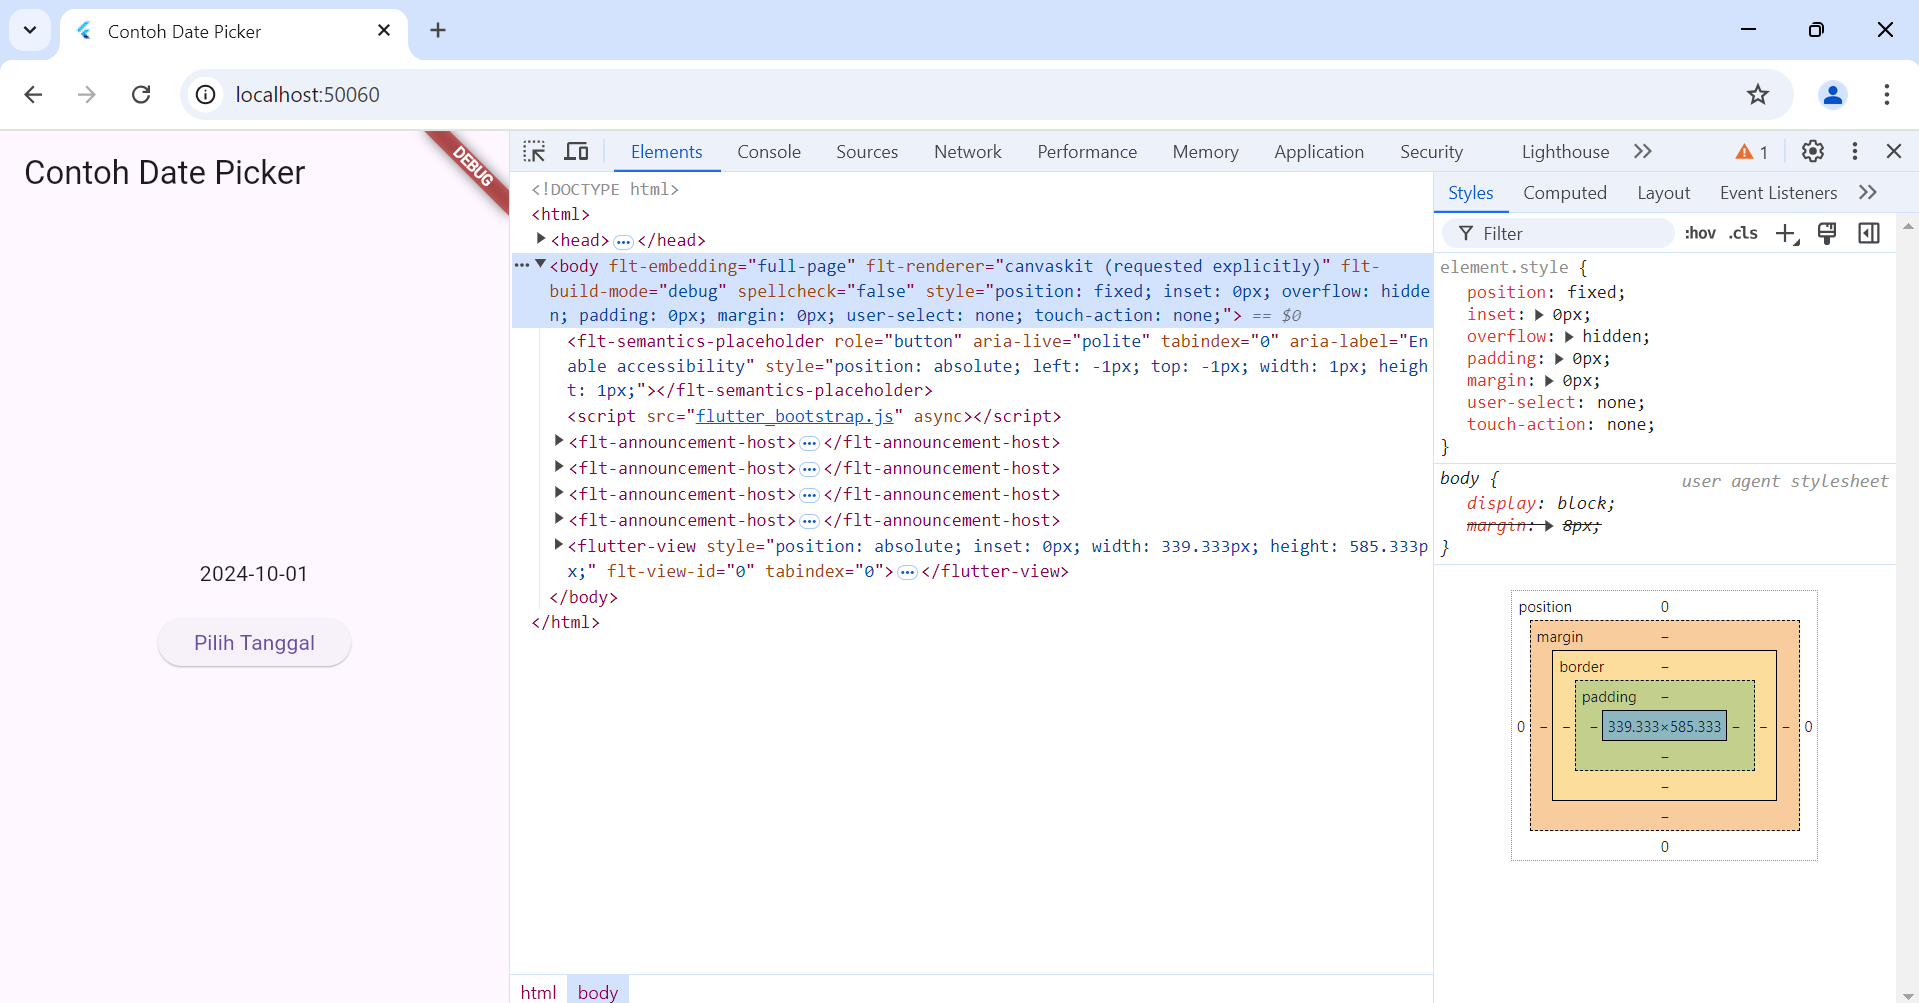 Contoh Date Picker
localhost:50060
Contoh Date Picker
DEBUG
2024-10-01
Pilih Tanggal
Elements Console Sources Network Performance Memory Application Security Lighthouse 1
<!DOCTYPE html>
<html>
<head> </head>
<body flt-embedding="full-page" flt-renderer="canvaskit (requested explicitly)" flt-
build-mode="debug" spellcheck="false" style="position: fixed; inset: 0px; overflow: hidde
n; padding: 0px; margin: 0px; user-select: none; touch-action: none;"> == $0
<flt-semantics-placeholder role="button" aria-live="polite" tabindex="0" aria-label="En
able accessibility" style="position: absolute; left: -1px; top: -1px; width: 1px; heigh
t: 1px;"></flt-semantics-placeholder>
<script src="flutter_bootstrap.js" async></script>
<flt-announcement-host> </flt-announcement-host>
<flt-announcement-host> </flt-announcement-host>
<flt-announcement-host> </flt-announcement-host>
<flt-announcement-host> </flt-announcement-host>
<flutter-view style="position: absolute; inset: 0px; width: 339.333px; height: 585.333p
x;" flt-view-id="0" tabindex="0"> </flutter-view>
</body>
</html>
html body
Styles Computed Layout Event Listeners
Filter :hov .cls
element.style {
position: fixed;
inset: 0px;
overflow: hidden;
padding: 0px;
margin: 0px;
user-select: none;
touch-action: none;
}
body { user agent stylesheet
display: block;
margin: 8px;
}
position 0
margin –
border –
padding –
0 – – – 339.333×585.333 – – – 0
–
–
–
0